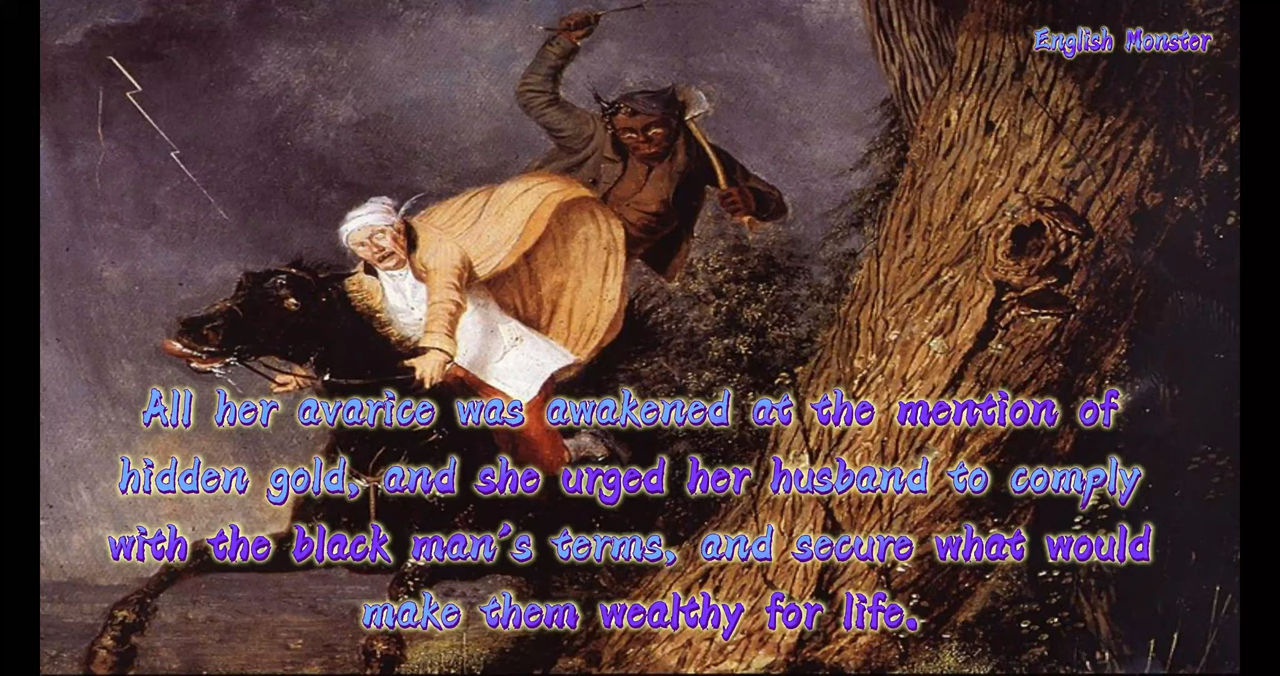 English Monster
All her avarice was awakened at the mention of
hidden gold, and she urged her husband to comply
with the black man's terms, and secure what would
make them wealthy for life.